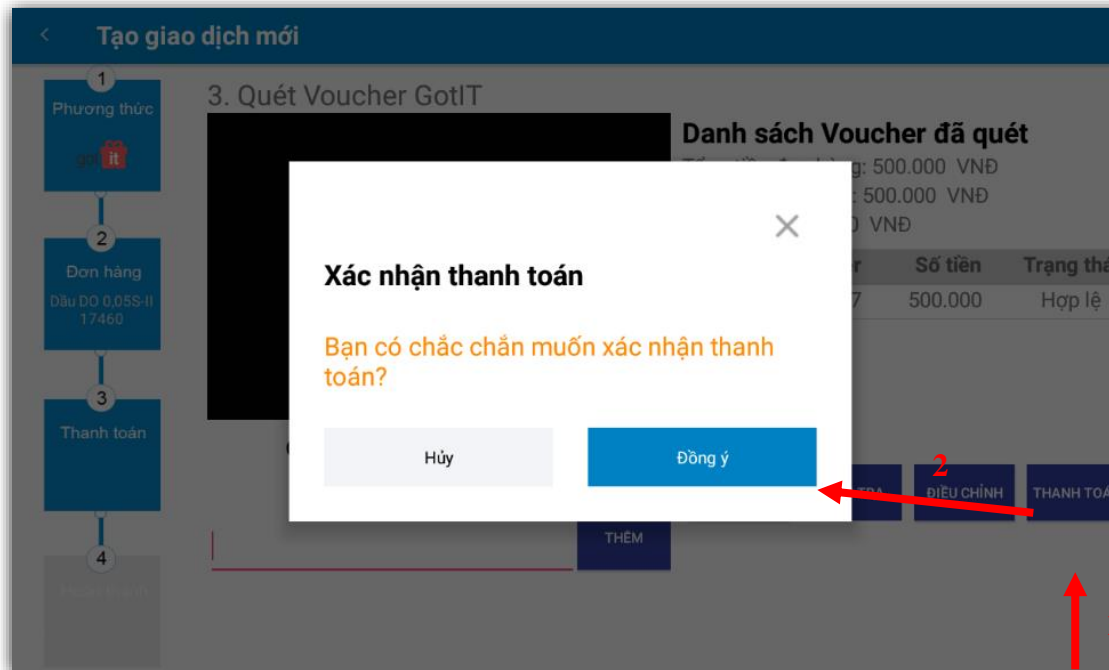 Tạo giao dịch mới
1
Phương thức
it
2
Đơn hàng
Dầu DO 0,05S-II
17460
3
Thanh toán
4
3. Quét Voucher GotIT
Danh sách Voucher đã quét
500.000 VNĐ
: 500.000 VNĐ
VNĐ
Số tiền Trạng thá
7 500.000 Hợp lệ
Xác nhận thanh toán
Bạn có chắc chắn muốn xác nhận thanh
toán?
Hủy Đồng ý
2
ĐIỀU CHỈNH THANH TOÁ
THÊM